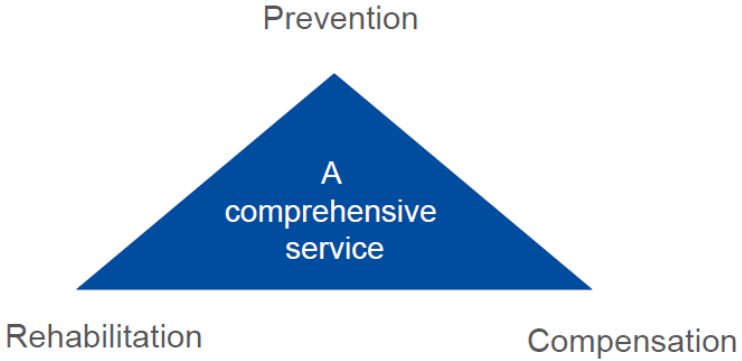 Prevention
A
comprehensive
service
Rehabilitation
Compensation